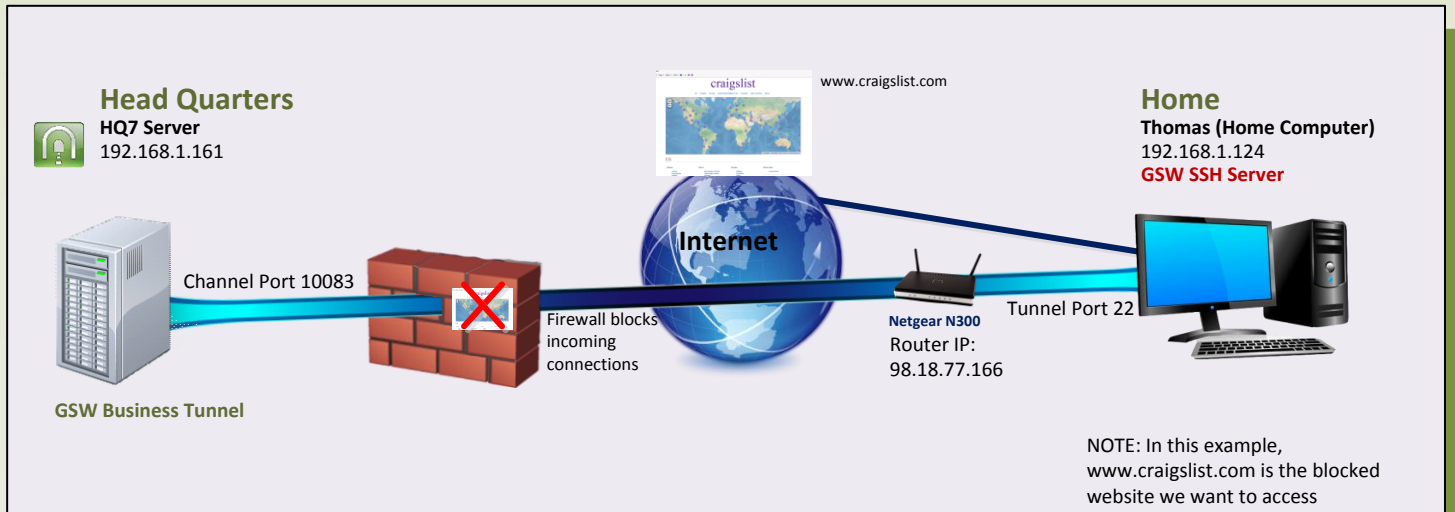 Head Quarters
HQ7 Server
192.168.1.161
craigslist
www.craigslist.com
Home
Thomas (Home Computer)
192.168.1.124
GSW SSH Server
Internet
Channel Port 10083
Firewall blocks
incoming
connections
Netgear N300
Router IP:
98.18.77.166
Tunnel Port 22
GSW Business Tunnel
NOTE: In this example,
www.craigslist.com is the blocked
website we want to access